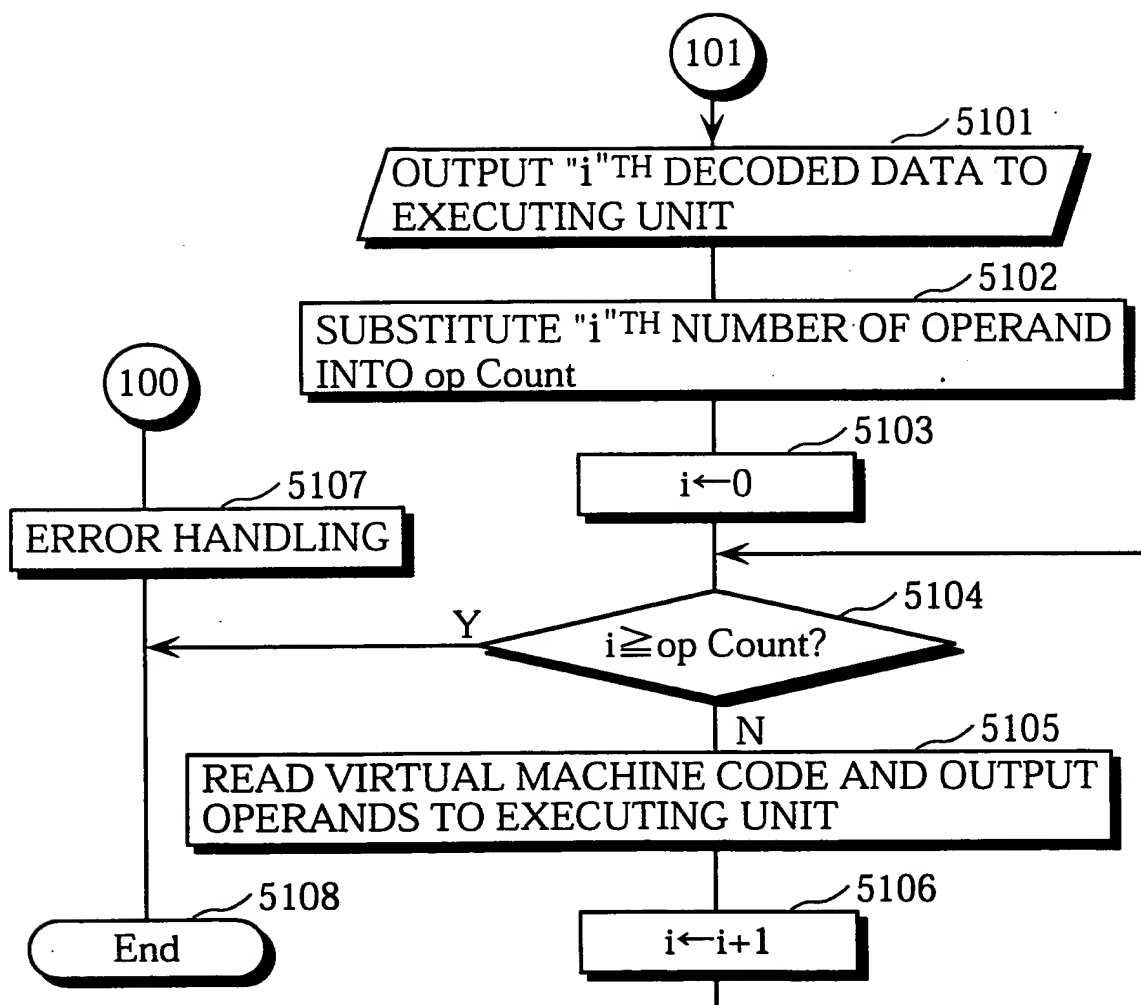 101
5101
OUTPUT "i"TH DECODED DATA TO
EXECUTING UNIT
5102
SUBSTITUTE "i"TH NUMBER OF OPERAND
INTO op Count
100
5103
i←0
5107
ERROR HANDLING
5104
Y
i≧op Count?
N
5105
READ VIRTUAL MACHINE CODE AND OUTPUT
OPERANDS TO EXECUTING UNIT
5108
End
5106
i←i+1